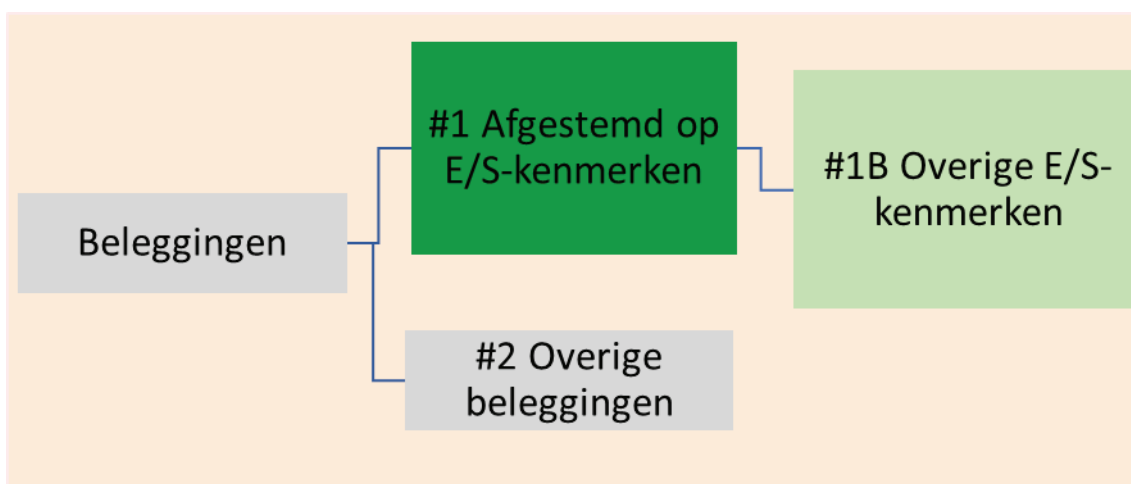 #1 Afgestemd op
E/S-kenmerken
#1B Overige E/S-
kenmerken
Beleggingen
#2 Overige
beleggingen